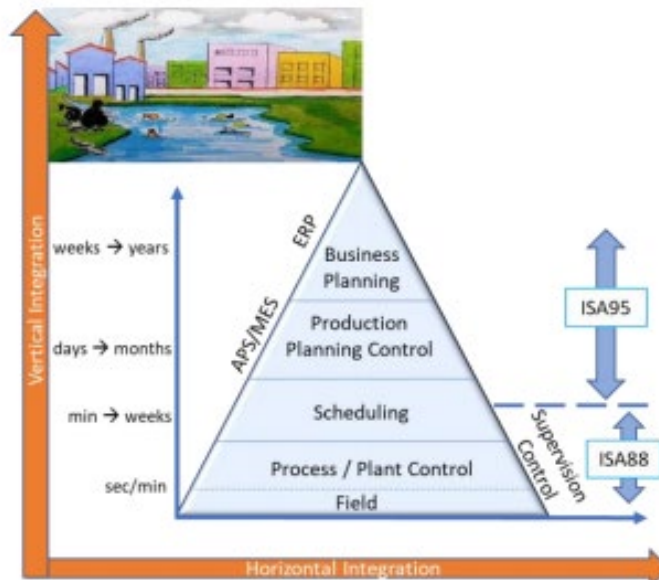 Vertical Integration
weeks → years
days → months
min → weeks
sec/min
ERP
APS/MES
Business
Planning
Production
Planning Control
Scheduling
Process / Plant Control
Field
Supervision
Control
ISA95
ISA88
Horizontal Integration